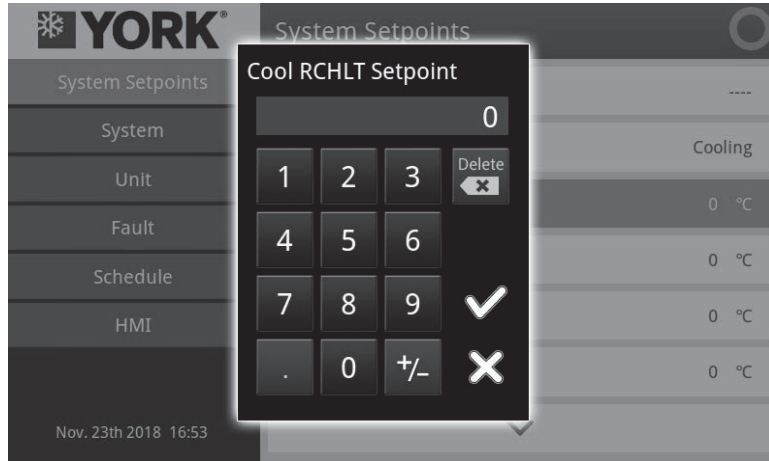 YORK®
System Setpoints
System Setpoints
System
Unit
Fault
Schedule
HMI
Nov. 23th 2018 16:53
Cool RCHLT Setpoint
0
1 2 3 Delete
4 5 6
7 8 9
. 0 +/-
----
Cooling
0 °C
0 °C
0 °C
0 °C